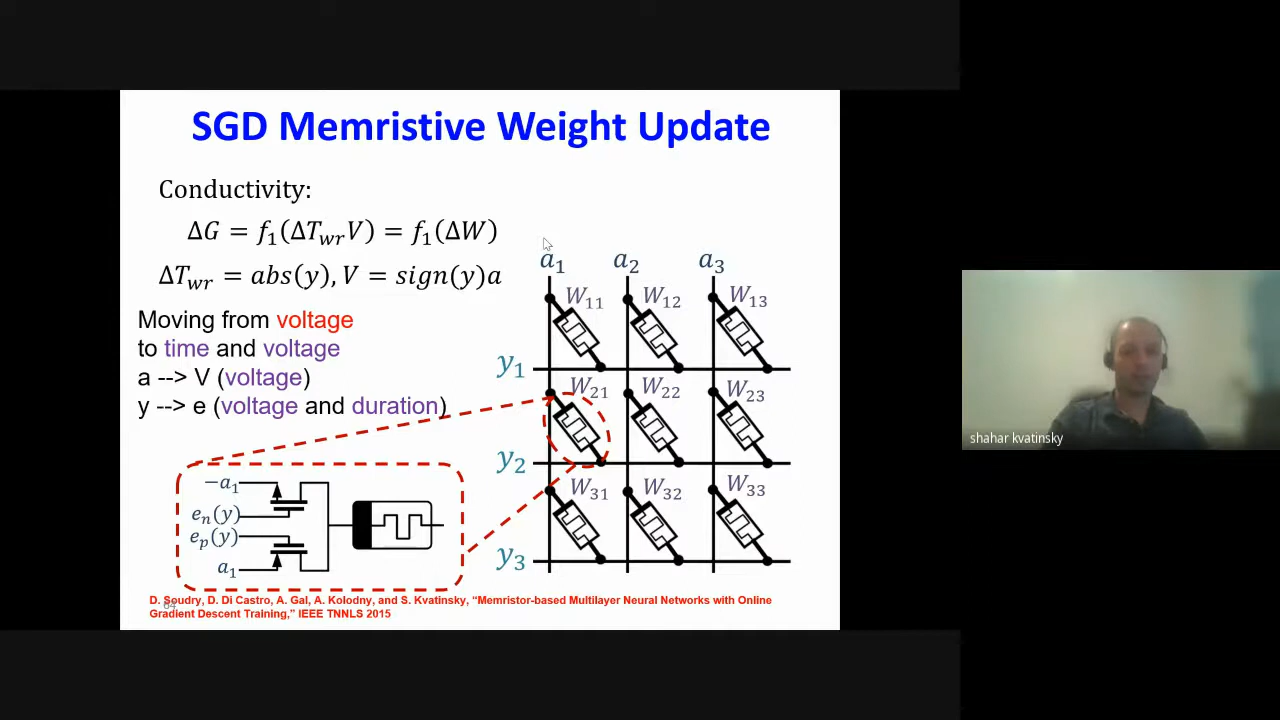 SGD Memristive Weight Update
Conductivity:
ΔG = f₁(ΔT_wr V) = f₁(ΔW)
ΔT_wr = abs(y), V = sign(y)a
Moving from voltage
to time and voltage
a --> V (voltage)
y --> e (voltage and duration)
a₁ a₂ a₃
W₁₁ W₁₂ W₁₃
y₁
W₂₁ W₂₂ W₂₃
y₂
W₃₁ W₃₂ W₃₃
y₃
−a₁
eₙ(y)
eₚ(y)
a₁
D. Soudry, D. Di Castro, A. Gal, A. Kolodny, and S. Kvatinsky, “Memristor-based Multilayer Neural Networks with Online
Gradient Descent Training,” IEEE TNNLS 2015
64
shahar kvatinsky